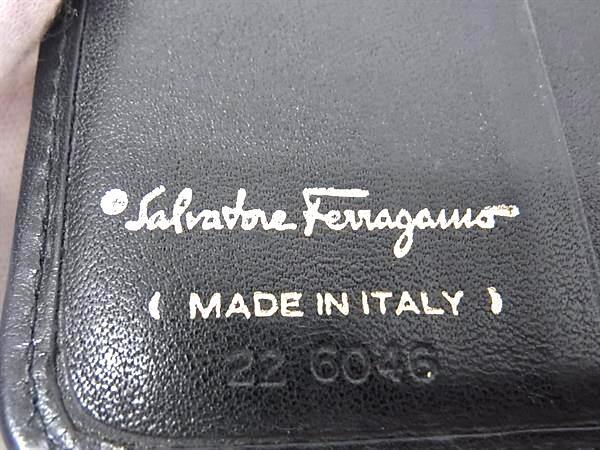 ® Salvatore Ferragamo
( MADE IN ITALY )
22 6046